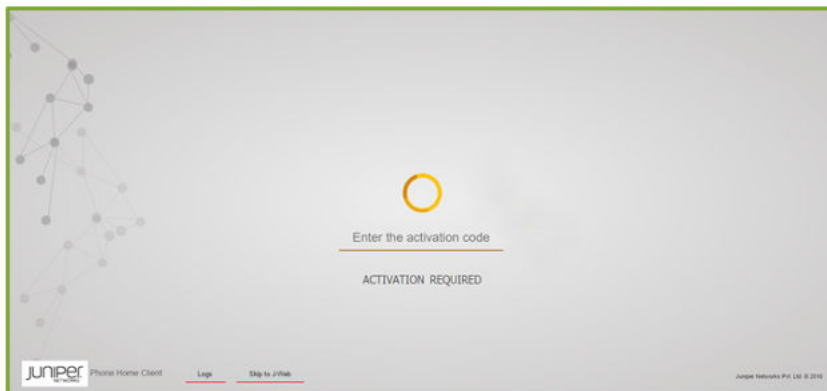 Enter the activation code
ACTIVATION REQUIRED
JUNIPER
NETWORKS
Phone Home Client
Logs
Skip to J-Web
Juniper Networks Pvt. Ltd. © 2016